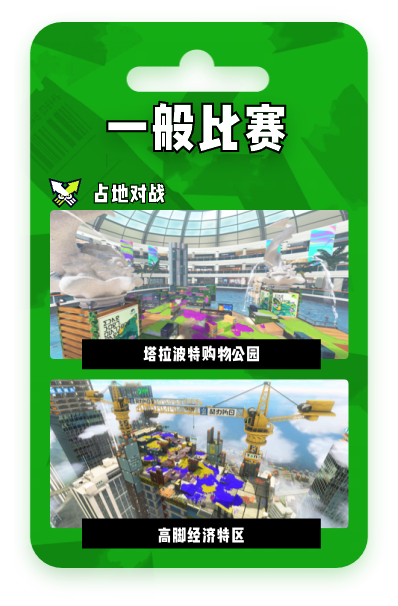 一般比赛
占地对战
塔拉波特购物公园
高脚经济特区